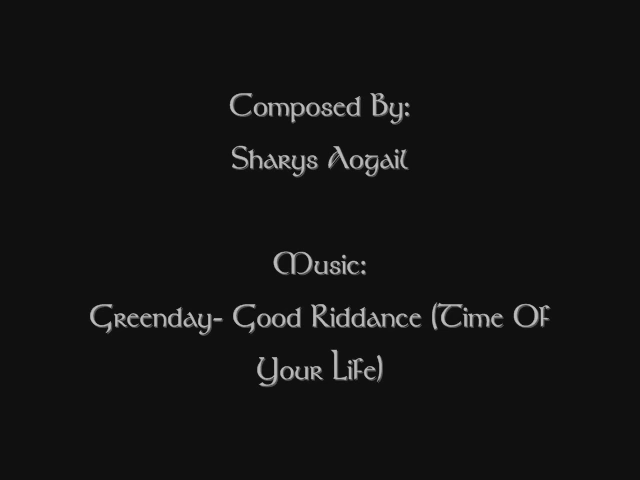 Composed By:
Sharys Aogail
Music:
Greenday- Good Riddance (Time Of
Your Life)